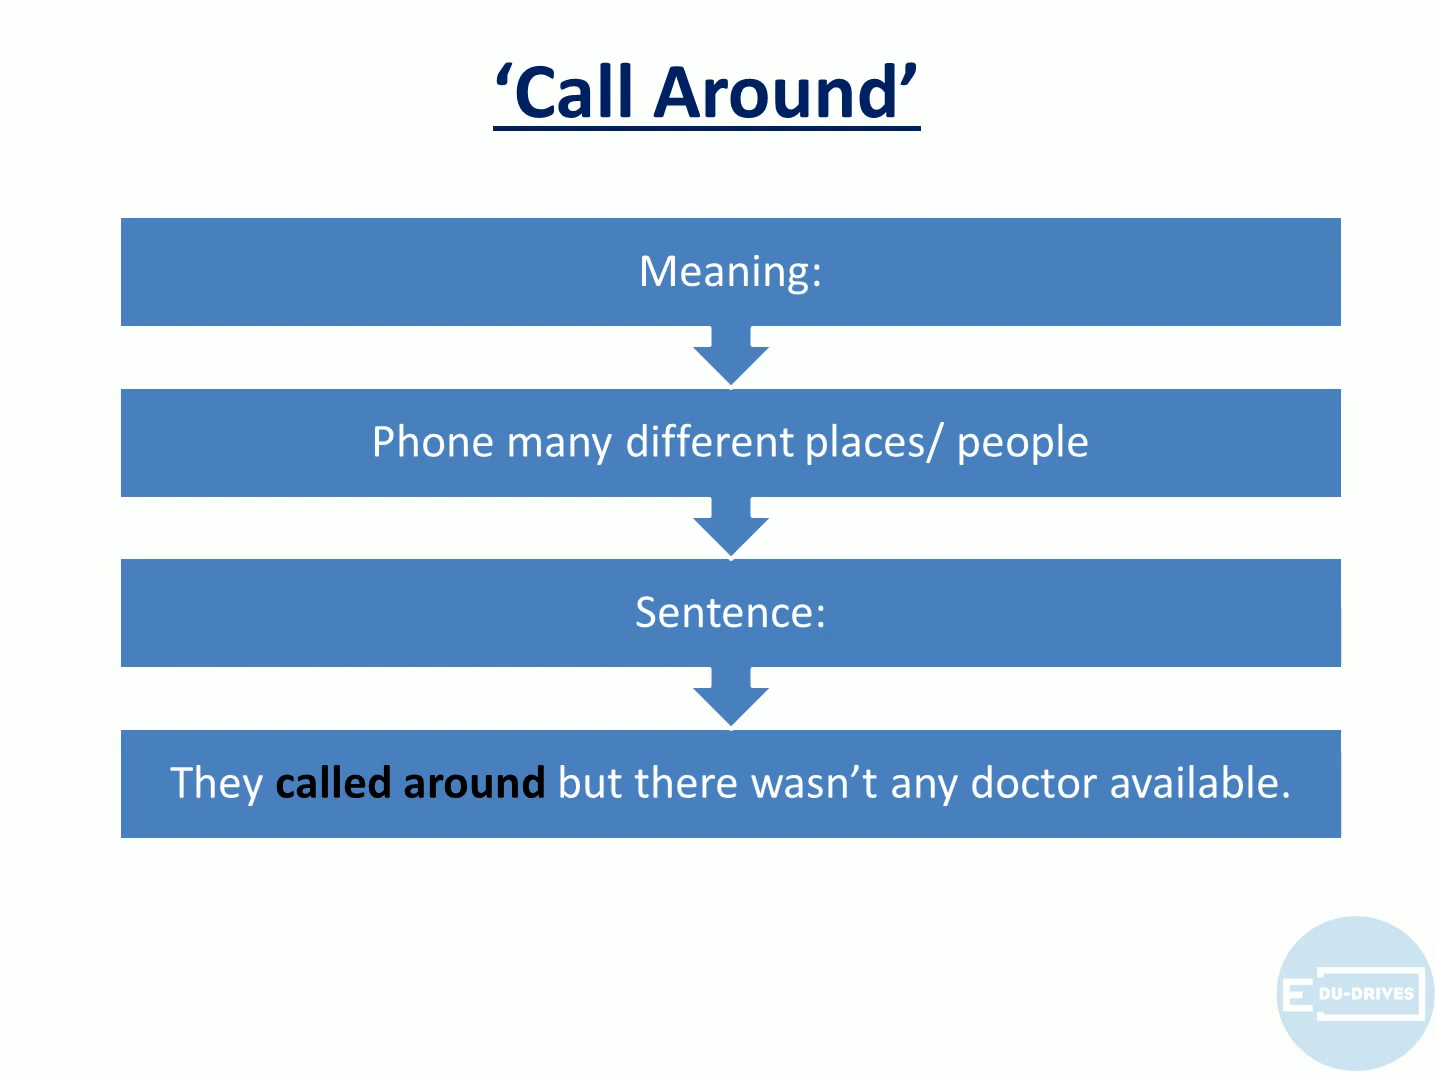 ‘Call Around’
Meaning:
Phone many different places/ people
Sentence:
They called around but there wasn’t any doctor available.
E DU-DRIVES